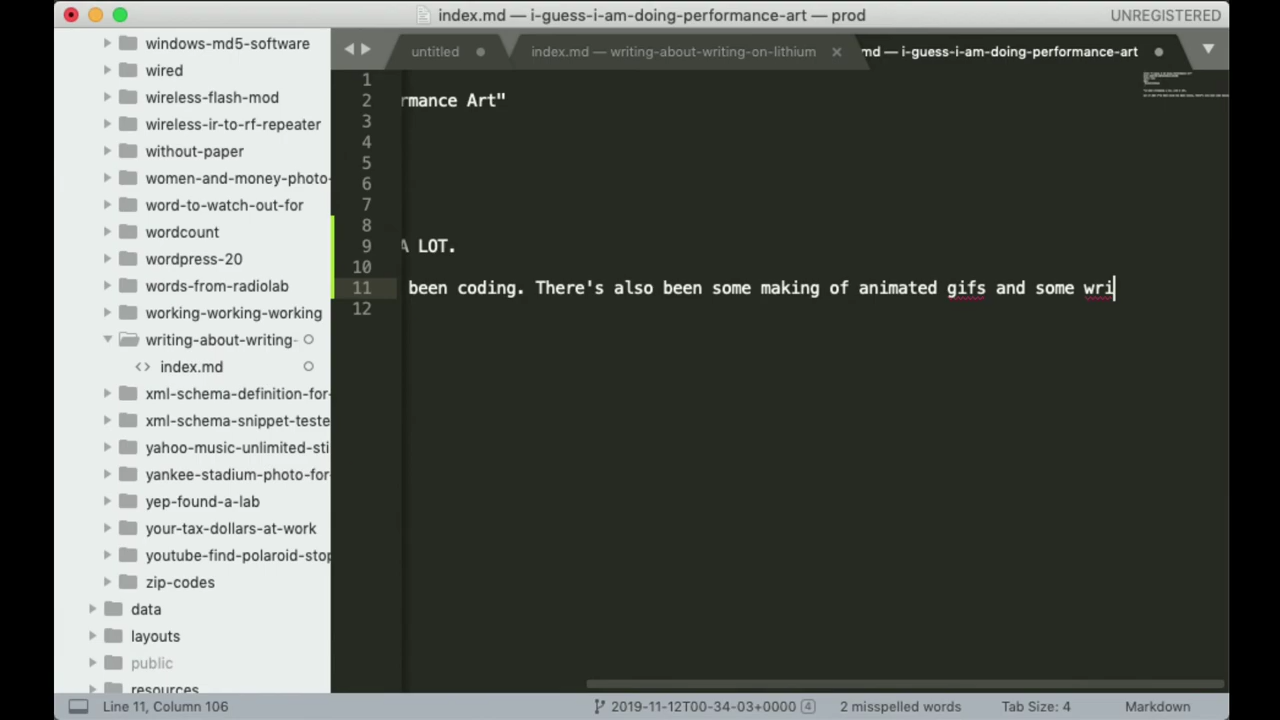 index.md — i-guess-i-am-doing-performance-art — prod
UNREGISTERED
untitled
index.md — writing-about-writing-on-lithium
md — i-guess-i-am-doing-performance-art
windows-md5-software
wired
wireless-flash-mod
wireless-ir-to-rf-repeater
without-paper
women-and-money-photo-
word-to-watch-out-for
wordcount
wordpress-20
words-from-radiolab
working-working-working
writing-about-writing-
index.md
xml-schema-definition-for-
xml-schema-snippet-teste
yahoo-music-unlimited-sti
yankee-stadium-photo-for-
yep-found-a-lab
your-tax-dollars-at-work
youtube-find-polaroid-stop
zip-codes
data
layouts
public
resources
1
2 rmance Art"
3
4
5
6
7
8
9 A LOT.
10
11 been coding. There's also been some making of animated gifs and some wri
12
Line 11, Column 106
2019-11-12T00-34-03+0000 4
2 misspelled words
Tab Size: 4
Markdown